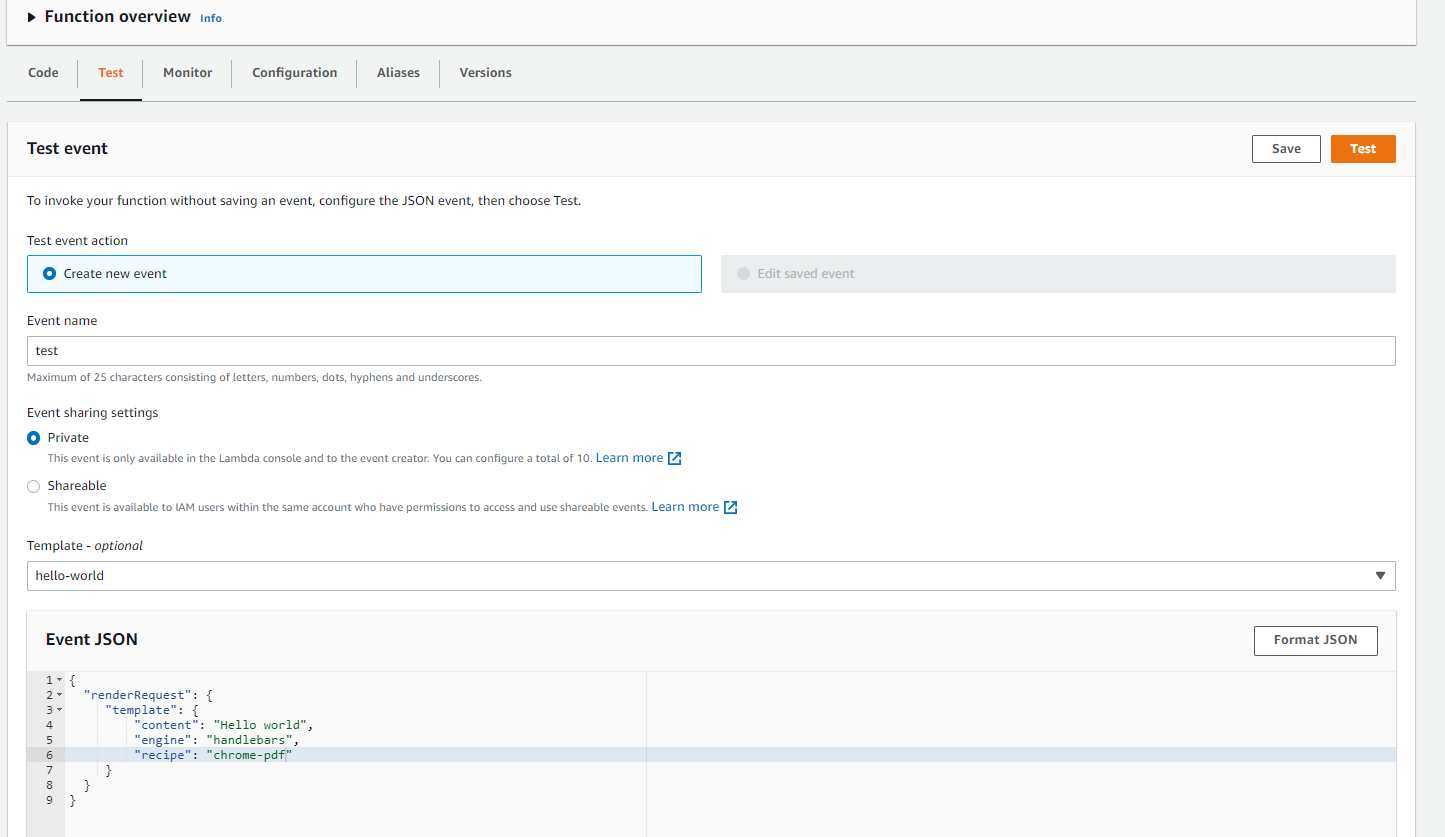 Function overview Info
Code Test Monitor Configuration Aliases Versions
Test event Save Test
To invoke your function without saving an event, configure the JSON event, then choose Test.
Test event action
Create new event Edit saved event
Event name
test
Maximum of 25 characters consisting of letters, numbers, dots, hyphens and underscores.
Event sharing settings
Private
This event is only available in the Lambda console and to the event creator. You can configure a total of 10. Learn more
Shareable
This event is available to IAM users within the same account who have permissions to access and use shareable events. Learn more
Template - optional
hello-world
Event JSON Format JSON
1 {
2 "renderRequest": {
3 "template": {
4 "content": "Hello world",
5 "engine": "handlebars",
6 "recipe": "chrome-pdf"
7 }
8 }
9 }